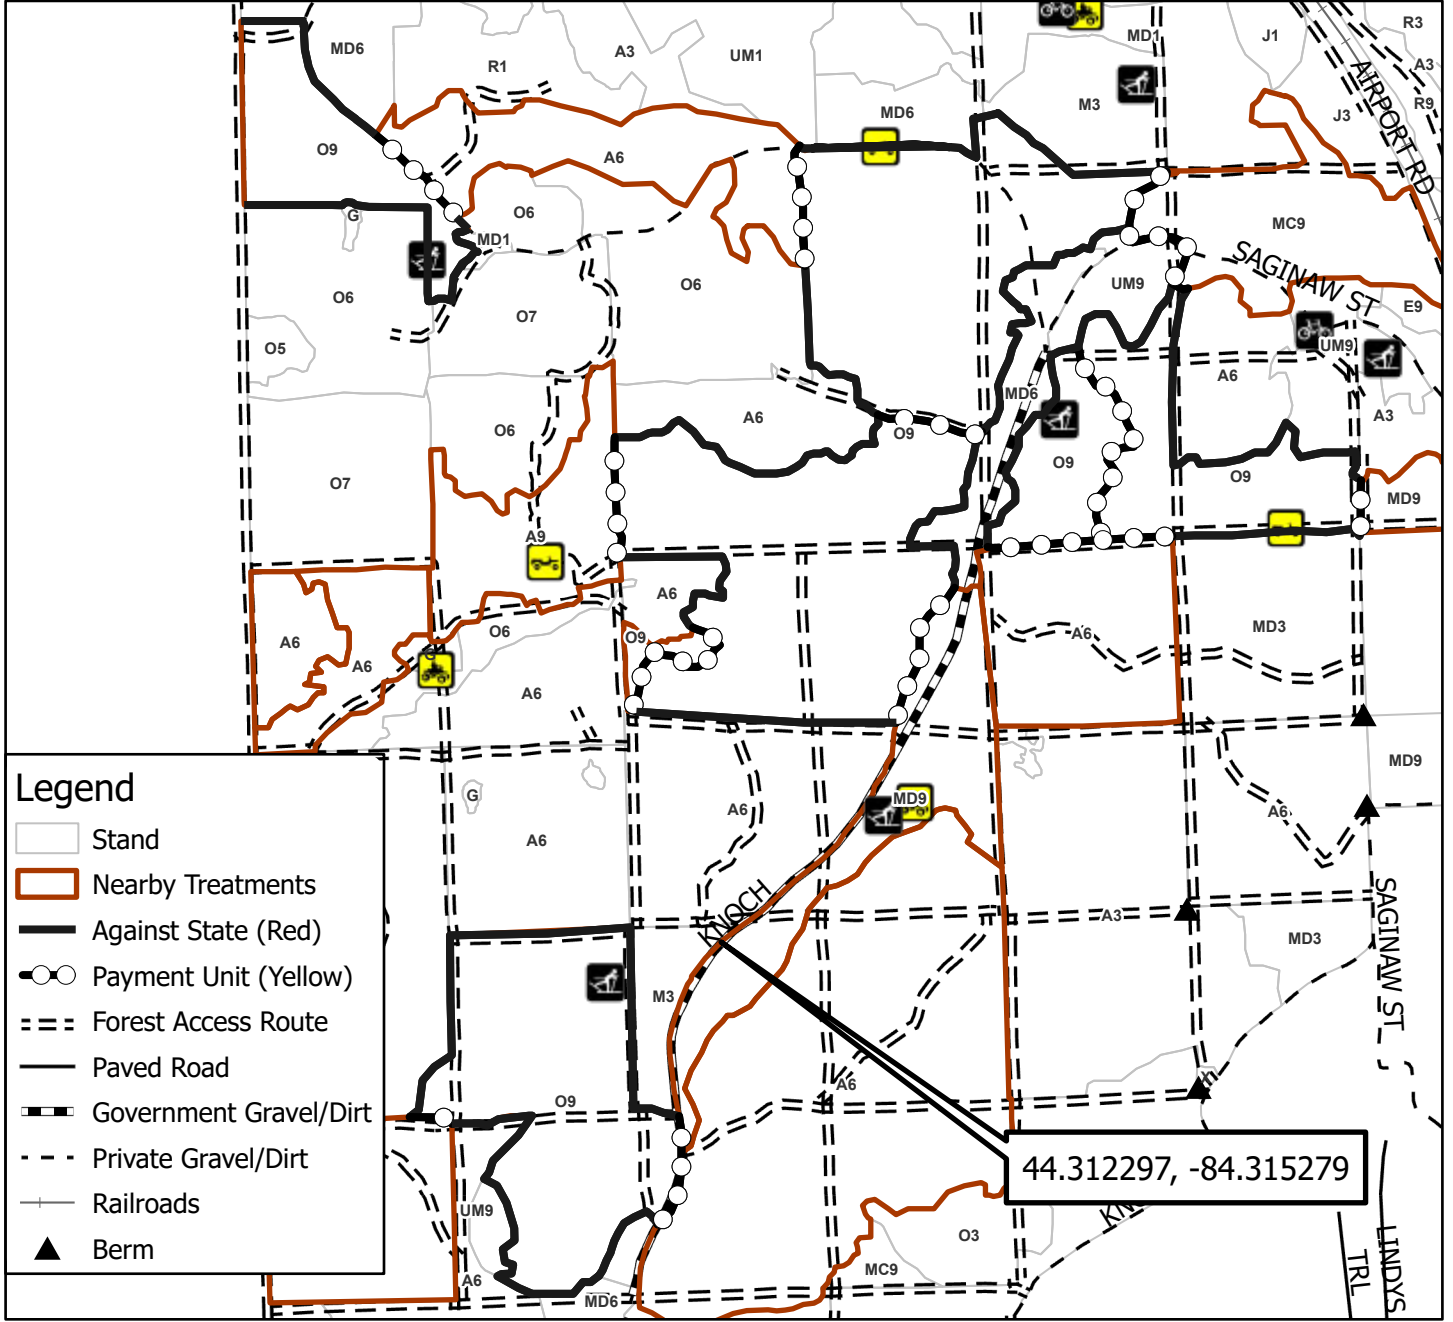 R3
MD6
A3
UM1
MD1
J1
A3
R1
R9
AIRPORT RD
M3
J3
MD6
O9
A6
O6
G
MC9
MD1
SAGINAW ST
O6
O6
UM9
E9
O7
O5
UM9
A6
MD6
A6
A3
O6
O9
O9
O9
O7
MD9
A9
A6
O6
O9
A6
MD3
A6
A6
A6
G
MD9
Legend
Stand
Nearby Treatments
Against State (Red)
Payment Unit (Yellow)
Forest Access Route
Paved Road
Government Gravel/Dirt
Private Gravel/Dirt
Railroads
Berm
G
A6
MD9
A6
A6
KNOCH
A3
SAGINAW ST
MD3
M3
A6
O9
44.312297, -84.315279
UM9
O3
MC9
A6
MD6
TRL
LINDYS